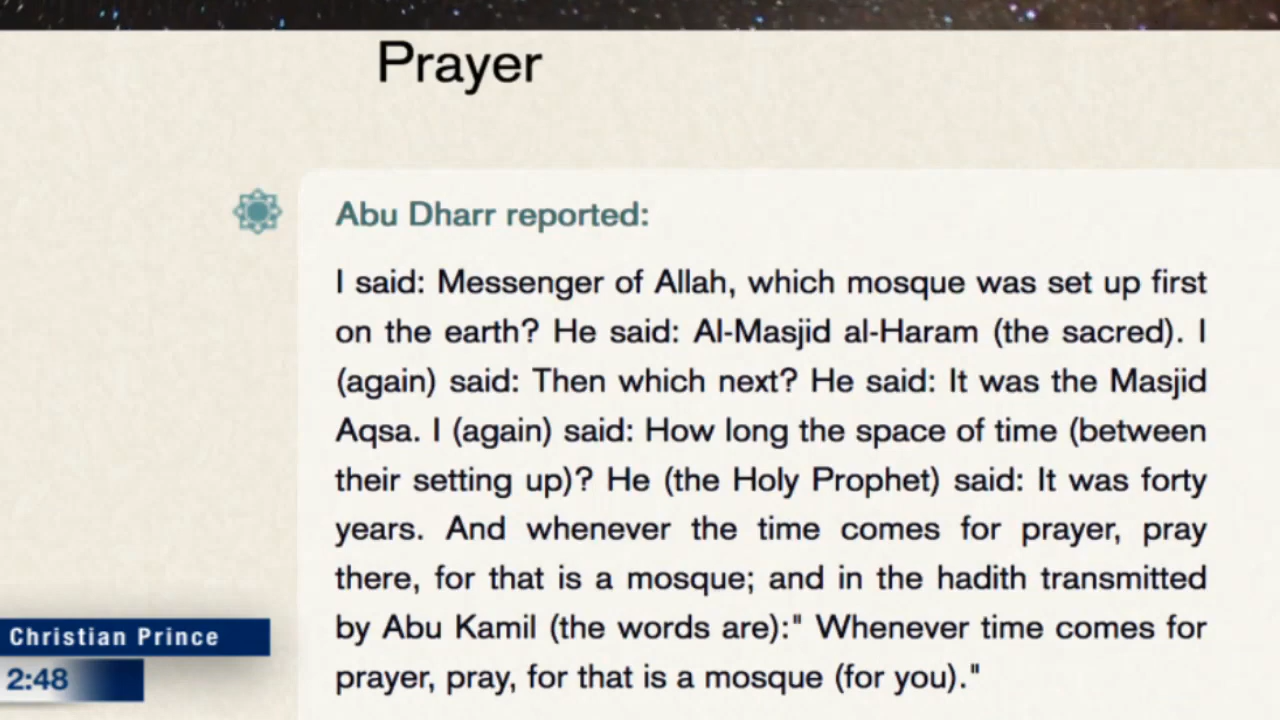 Prayer
Abu Dharr reported:
I said: Messenger of Allah, which mosque was set up first
on the earth? He said: Al-Masjid al-Haram (the sacred). I
(again) said: Then which next? He said: It was the Masjid
Aqsa. I (again) said: How long the space of time (between
their setting up)? He (the Holy Prophet) said: It was forty
years. And whenever the time comes for prayer, pray
there, for that is a mosque; and in the hadith transmitted
by Abu Kamil (the words are):" Whenever time comes for
prayer, pray, for that is a mosque (for you)."
Christian Prince
2:48